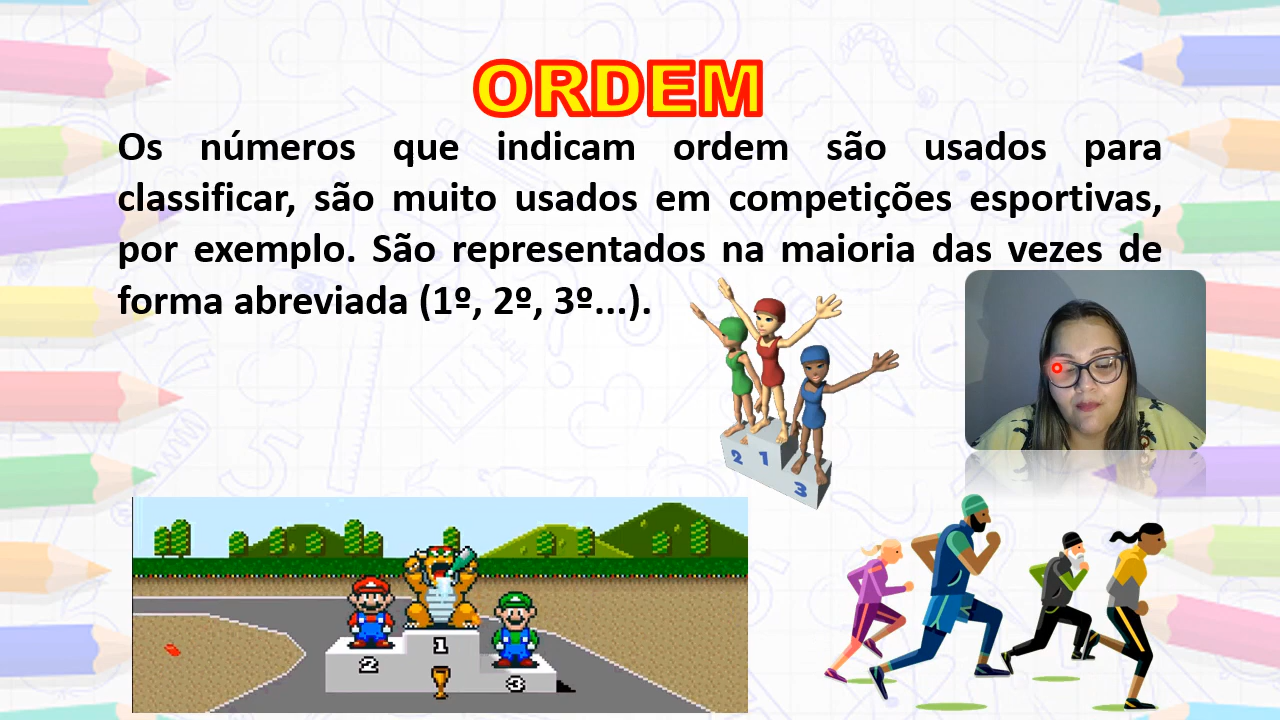 ORDEM
Os números que indicam ordem são usados para
classificar, são muito usados em competições esportivas,
por exemplo. São representados na maioria das vezes de
forma abreviada (1º, 2º, 3º...).
2 1
3
1
2
3